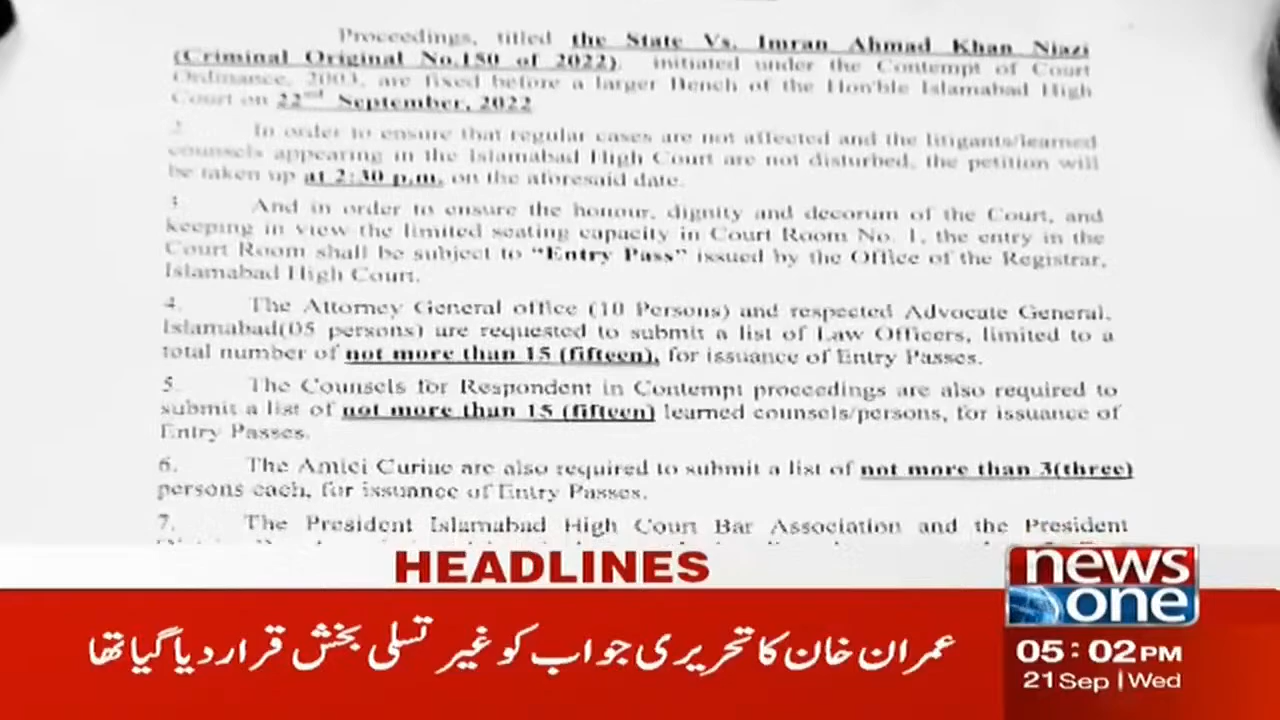 Proceedings, titled the State Vs. Imran Ahmad Khan Niazi
(Criminal Original No.150 of 2022), initiated under the Contempt of Court
Ordinance, 2003, are fixed before a larger Bench of the Hon'ble Islamabad High
Court on 22nd September, 2022
2. In order to ensure that regular cases are not affected and the litigants/learned
counsels appearing in the Islamabad High Court are not disturbed, the petition will
be taken up at 2:30 p.m. on the aforesaid date.
3. And in order to ensure the honour, dignity and decorum of the Court, and
keeping in view the limited seating capacity in Court Room No. 1, the entry in the
Court Room shall be subject to "Entry Pass" issued by the Office of the Registrar,
Islamabad High Court.
4. The Attorney General office (10 Persons) and respected Advocate General,
Islamabad(05 persons) are requested to submit a list of Law Officers, limited to a
total number of not more than 15 (fifteen), for issuance of Entry Passes.
5. The Counsels for Respondent in Contempt proceedings are also required to
submit a list of not more than 15 (fifteen) learned counsels/persons, for issuance of
Entry Passes.
6. The Amici Curiae are also required to submit a list of not more than 3(three)
persons each, for issuance of Entry Passes.
7. The President Islamabad High Court Bar Association and the President
HEADLINES
news
one
عمران خان کا تحریری جواب کو غیر تسلی بخش قرار دیا گیا تھا
05:02PM
21Sep|Wed